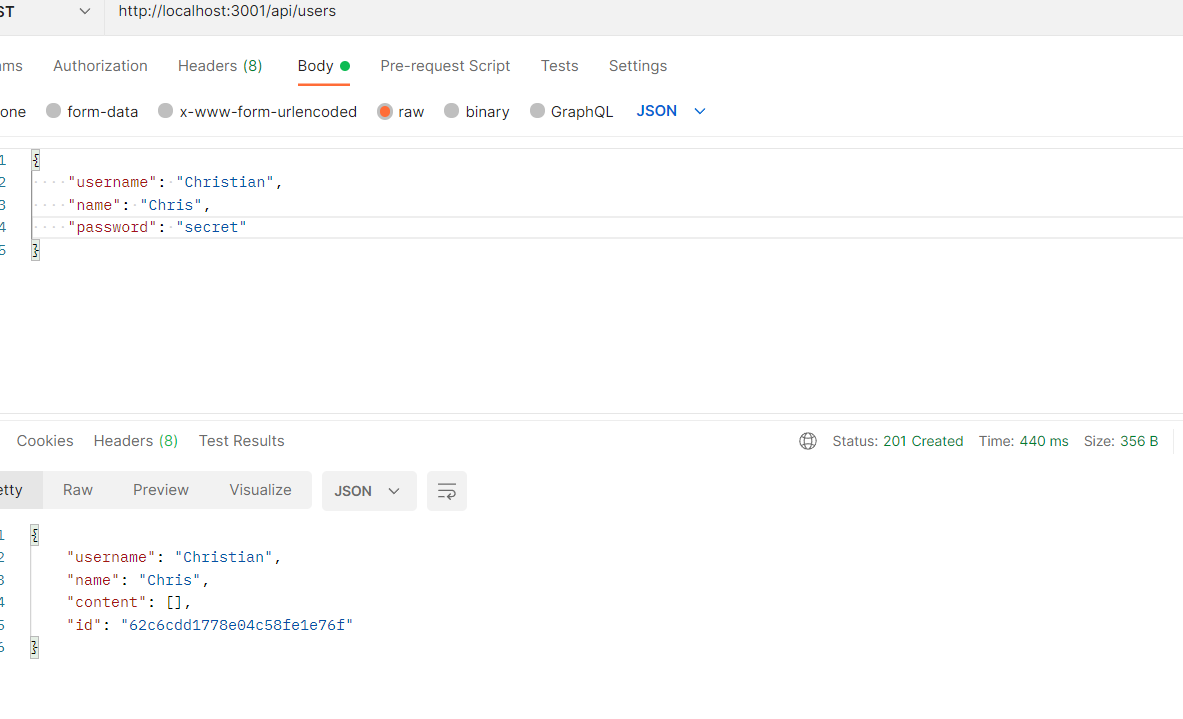 ST http://localhost:3001/api/users
ams Authorization Headers (8) Body Pre-request Script Tests Settings
one form-data x-www-form-urlencoded raw binary GraphQL JSON
1 {
2 "username": "Christian",
3 "name": "Chris",
4 "password": "secret"
5 }
Cookies Headers (8) Test Results Status: 201 Created Time: 440 ms Size: 356 B
etty Raw Preview Visualize JSON
1 {
2 "username": "Christian",
3 "name": "Chris",
4 "content": [],
5 "id": "62c6cdd1778e04c58fe1e76f"
6 }